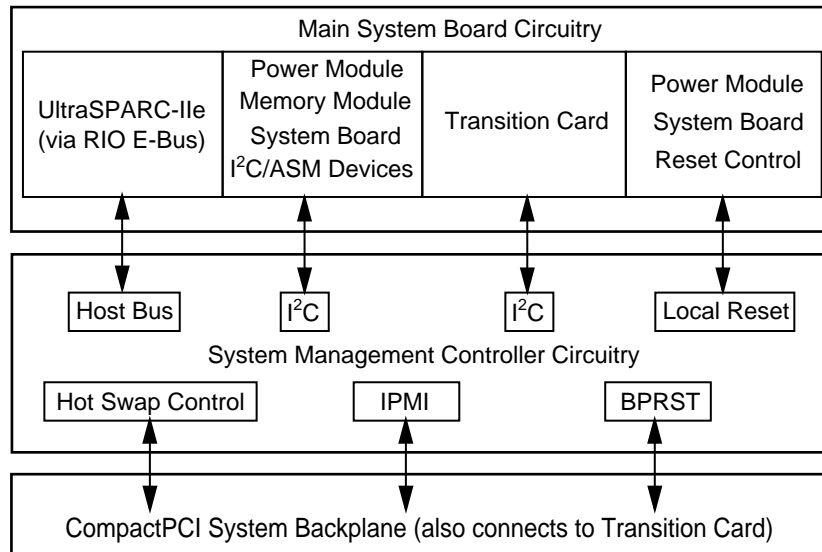 Main System Board Circuitry
UltraSPARC-IIe
(via RIO E-Bus)
Power Module
Memory Module
System Board
I²C/ASM Devices
Transition Card
Power Module
System Board
Reset Control
Host Bus
I²C
I²C
Local Reset
System Management Controller Circuitry
Hot Swap Control
IPMI
BPRST
CompactPCI System Backplane (also connects to Transition Card)